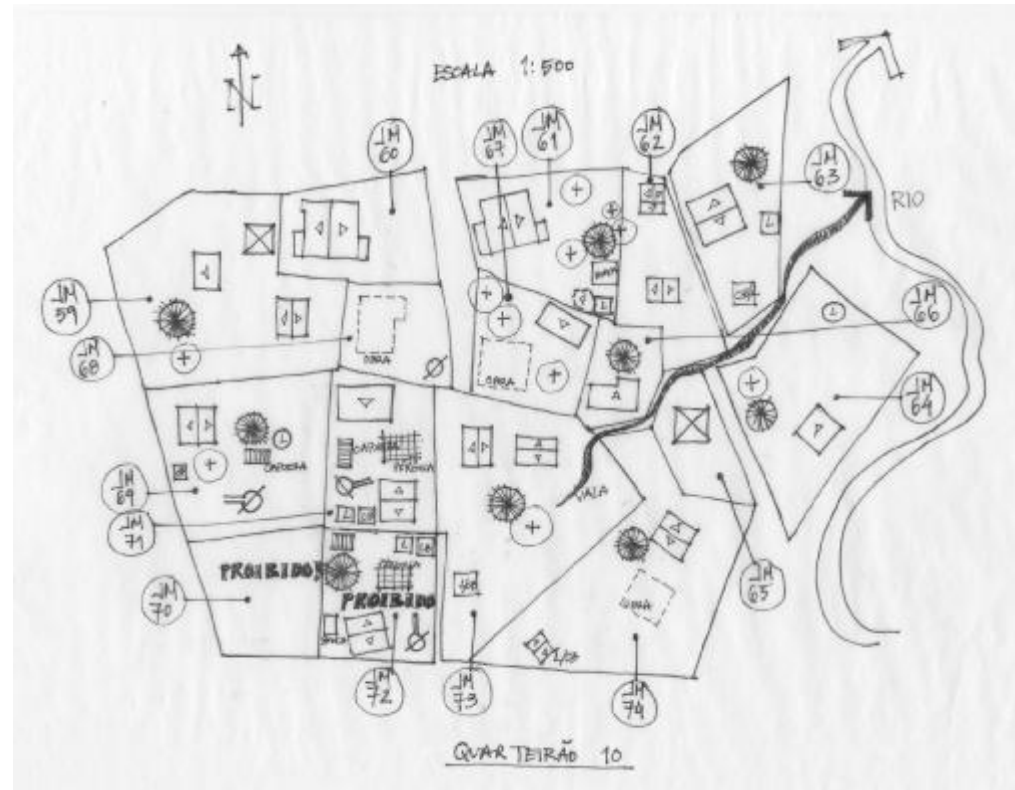 N
ESCALA 1:500
JM 60
JM 67
JM 61
JM 62
JM 63
RIO
JM 59
JM 66
JM 68
OBRA
OBRA
L
L
L
JM 64
CAPOEIRA
PERGOLA
L
JM 69
VALA
JM 71
L
L
PROIBIDO!
JM 70
PROIBIDO
JM 65
JM 72
JM 73
JM 74
QUARTEIRÃO 10